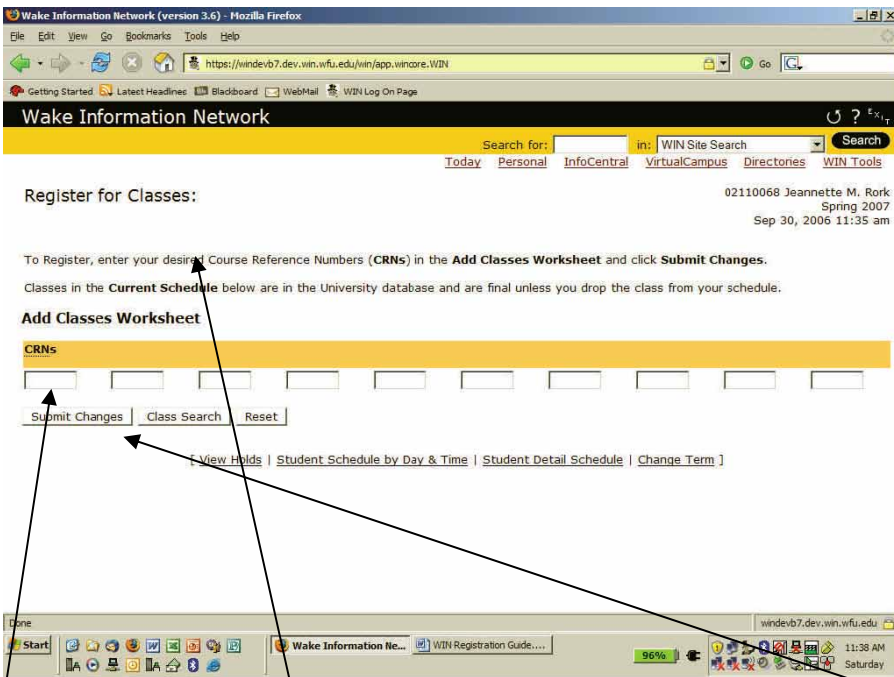 Wake Information Network (version 3.6) - Mozilla Firefox
File Edit View Go Bookmarks Tools Help
https://windevb7.dev.win.wfu.edu/win/app.wincore.WIN Go G
Getting Started Latest Headlines Blackboard WebMail WIN Log On Page
Wake Information Network ? EXIT
Search for: in: WIN Site Search Search
Today Personal InfoCentral VirtualCampus Directories WIN Tools
Register for Classes:
02110068 Jeannette M. Rork
Spring 2007
Sep 30, 2006 11:35 am
To Register, enter your desired Course Reference Numbers (CRNs) in the Add Classes Worksheet and click Submit Changes.
Classes in the Current Schedule below are in the University database and are final unless you drop the class from your schedule.
Add Classes Worksheet
CRNs
Submit Changes Class Search Reset
[ View Holds | Student Schedule by Day & Time | Student Detail Schedule | Change Term ]
Done windevb7.dev.win.wfu.edu
Start Wake Information Ne... WIN Registration Guide.... 96% 11:38 AM
Saturday